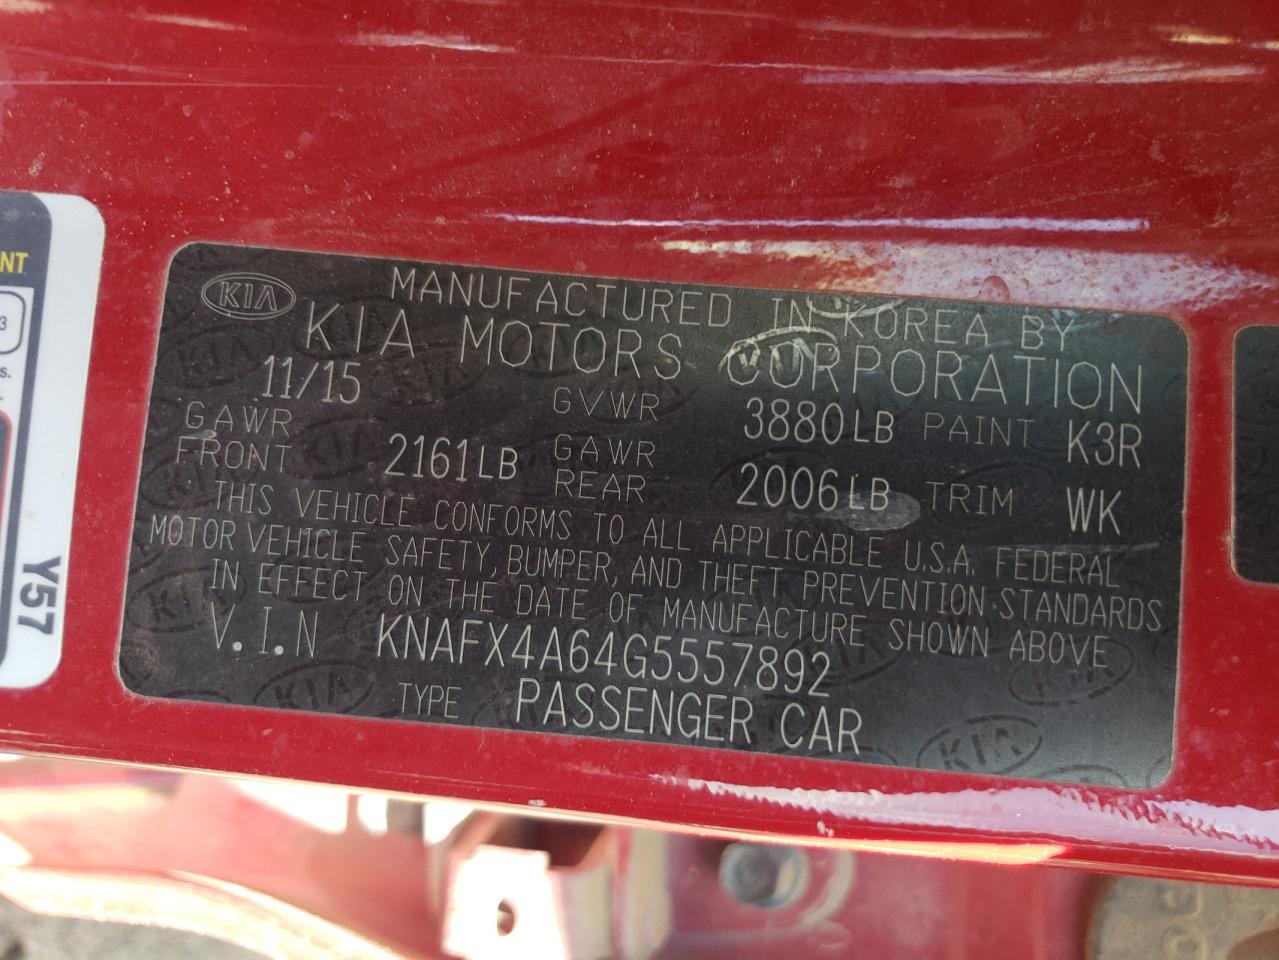 KIA
MANUFACTURED IN KOREA BY
KIA MOTORS CORPORATION
11/15 GVWR 3880LB PAINT K3R
GAWR FRONT 2161LB GAWR REAR 2006LB TRIM WK
THIS VEHICLE CONFORMS TO ALL APPLICABLE U.S.A. FEDERAL
MOTOR VEHICLE SAFETY, BUMPER, AND THEFT PREVENTION STANDARDS
IN EFFECT ON THE DATE OF MANUFACTURE SHOWN ABOVE
V.I.N KNAFX4A64G5557892
TYPE PASSENGER CAR
NT
3
s.
Y57